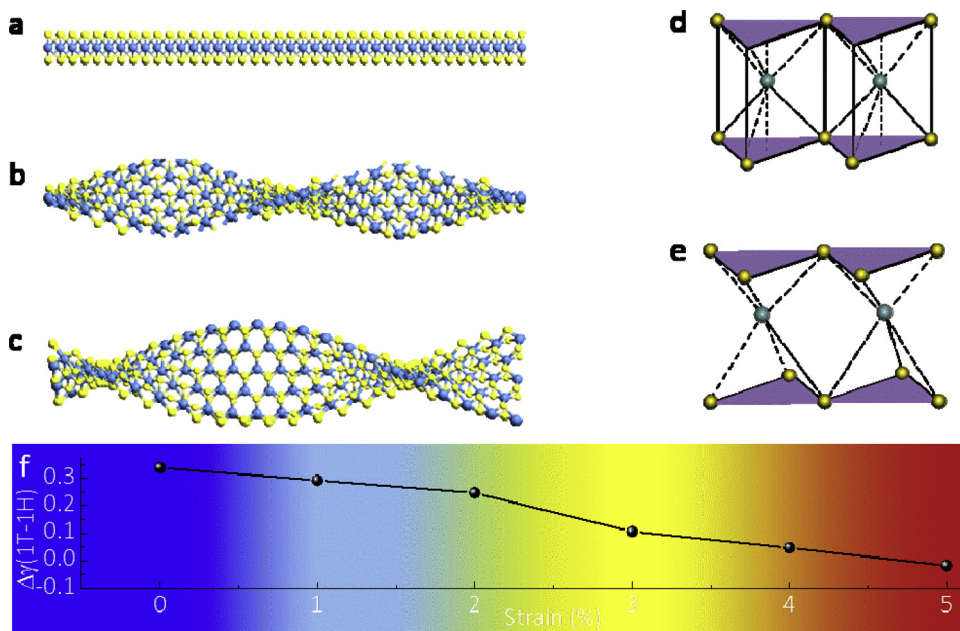 a
b
c
d
e
f
Δγ(1T-1H)
0.3
0.2
0.1
0.0
-0.1
0 1 2 3 4 5
Strain (%)